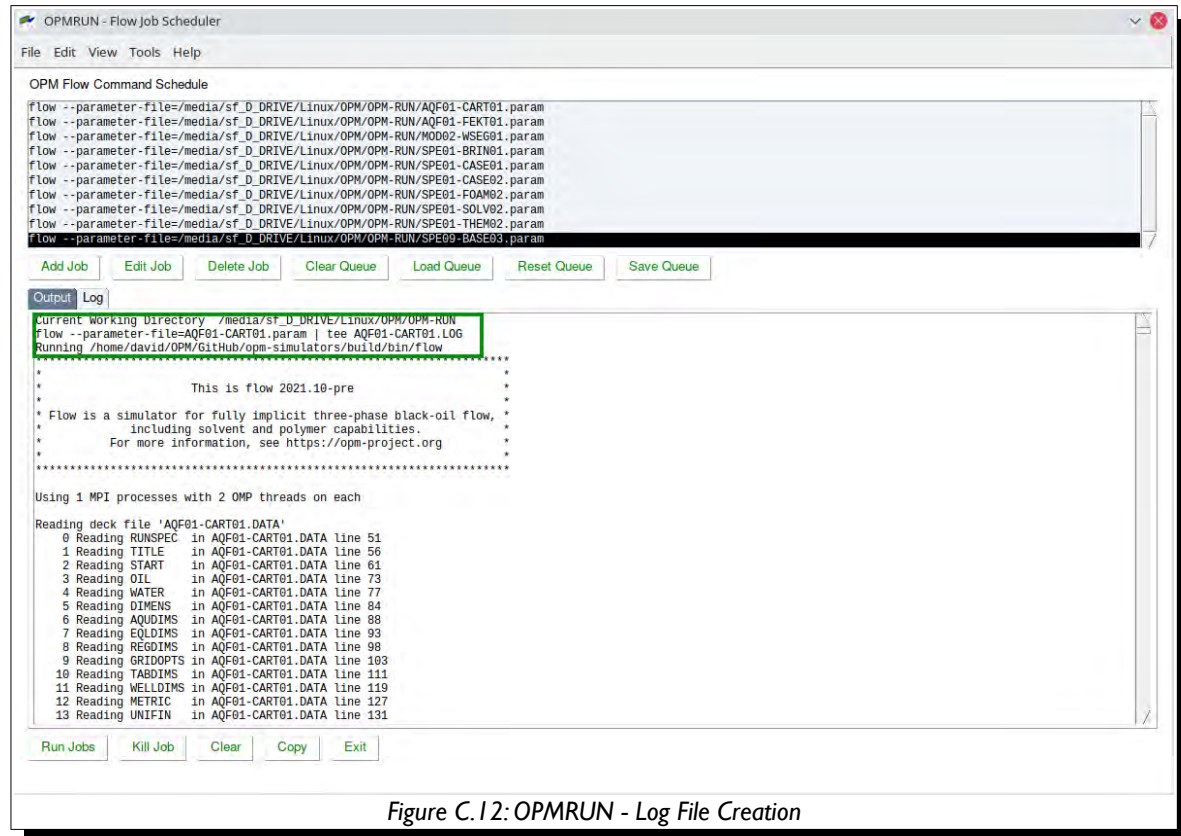 OPMRUN - Flow Job Scheduler
File Edit View Tools Help
OPM Flow Command Schedule
flow --parameter-file=/media/sf_D_DRIVE/Linux/OPM/OPM-RUN/AQF01-CART01.param
flow --parameter-file=/media/sf_D_DRIVE/Linux/OPM/OPM-RUN/AQF01-FEKT01.param
flow --parameter-file=/media/sf_D_DRIVE/Linux/OPM/OPM-RUN/MOD02-WSEG01.param
flow --parameter-file=/media/sf_D_DRIVE/Linux/OPM/OPM-RUN/SPE01-BRIN01.param
flow --parameter-file=/media/sf_D_DRIVE/Linux/OPM/OPM-RUN/SPE01-CASE01.param
flow --parameter-file=/media/sf_D_DRIVE/Linux/OPM/OPM-RUN/SPE01-CASE02.param
flow --parameter-file=/media/sf_D_DRIVE/Linux/OPM/OPM-RUN/SPE01-FOAM02.param
flow --parameter-file=/media/sf_D_DRIVE/Linux/OPM/OPM-RUN/SPE01-SOLV02.param
flow --parameter-file=/media/sf_D_DRIVE/Linux/OPM/OPM-RUN/SPE01-THEM02.param
flow --parameter-file=/media/sf_D_DRIVE/Linux/OPM/OPM-RUN/SPE09-BASE03.param
Add Job Edit Job Delete Job Clear Queue Load Queue Reset Queue Save Queue
Output Log
Current Working Directory /media/sf_D_DRIVE/Linux/OPM/OPM-RUN
flow --parameter-file=AQF01-CART01.param | tee AQF01-CART01.LOG
Running /home/david/OPM/GitHub/opm-simulators/build/bin/flow
**********************************************************************
* *
* This is flow 2021.10-pre *
* *
* Flow is a simulator for fully implicit three-phase black-oil flow, *
* including solvent and polymer capabilities. *
* For more information, see https://opm-project.org *
* *
**********************************************************************
Using 1 MPI processes with 2 OMP threads on each
Reading deck file 'AQF01-CART01.DATA'
0 Reading RUNSPEC in AQF01-CART01.DATA line 51
1 Reading TITLE in AQF01-CART01.DATA line 56
2 Reading START in AQF01-CART01.DATA line 61
3 Reading OIL in AQF01-CART01.DATA line 73
4 Reading WATER in AQF01-CART01.DATA line 77
5 Reading DIMENS in AQF01-CART01.DATA line 84
6 Reading AQUDIMS in AQF01-CART01.DATA line 88
7 Reading EQLDIMS in AQF01-CART01.DATA line 93
8 Reading REGDIMS in AQF01-CART01.DATA line 98
9 Reading GRIDOPTS in AQF01-CART01.DATA line 103
10 Reading TABDIMS in AQF01-CART01.DATA line 111
11 Reading WELLDIMS in AQF01-CART01.DATA line 119
12 Reading METRIC in AQF01-CART01.DATA line 127
13 Reading UNIFIN in AQF01-CART01.DATA line 131
Run Jobs Kill Job Clear Copy Exit
Figure C.12: OPMRUN - Log File Creation